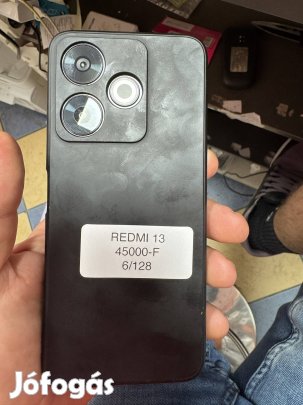 REDMI 13
45000-F
6/128
Jófogás